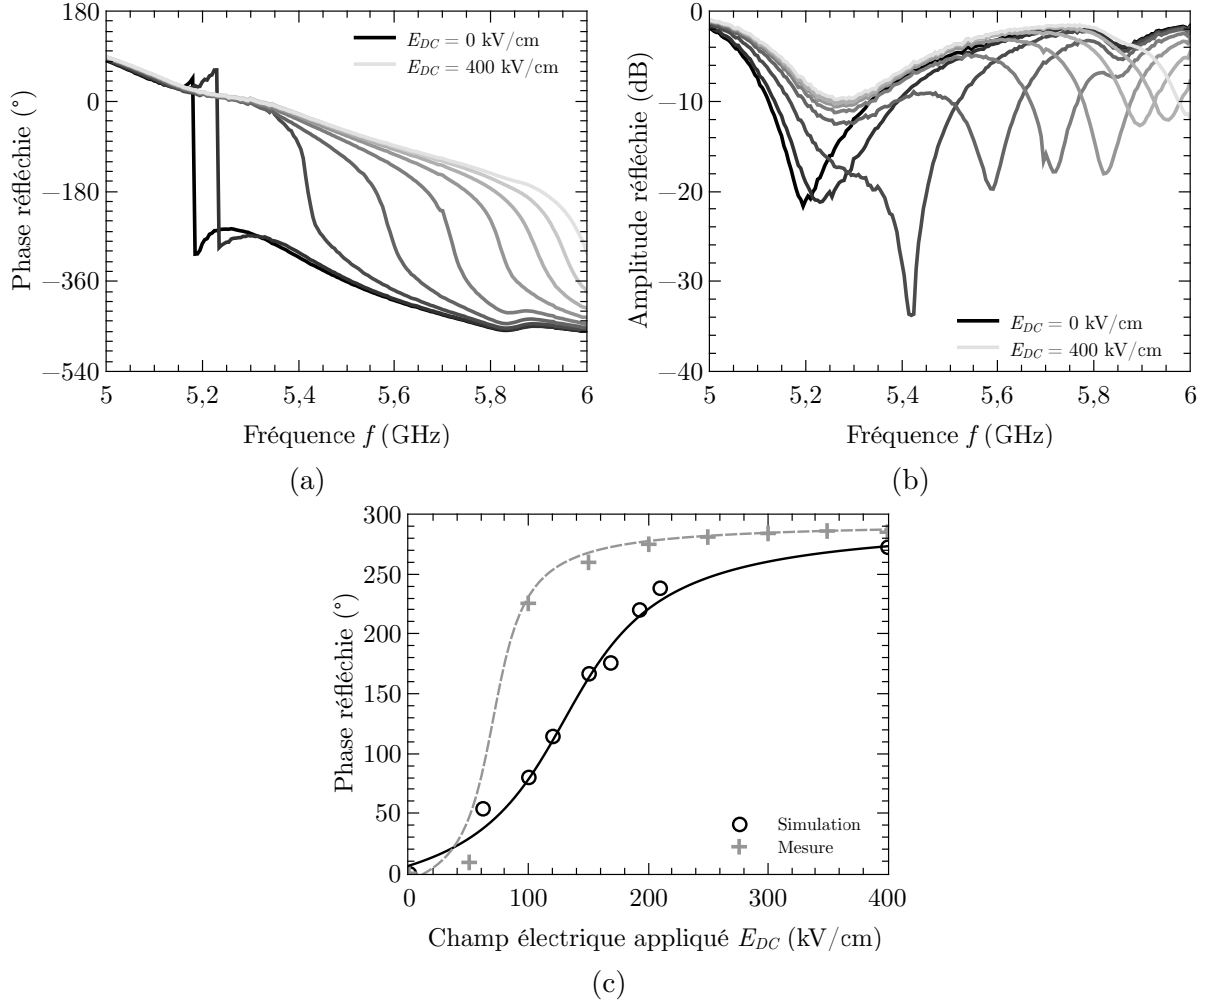 180
0
−180
−360
−540
Phase réfléchie (°)
E_DC = 0 kV/cm
E_DC = 400 kV/cm
5 5,2 5,4 5,6 5,8 6
Fréquence f (GHz)
(a)
0
−10
−20
−30
−40
Amplitude réfléchie (dB)
E_DC = 0 kV/cm
E_DC = 400 kV/cm
5 5,2 5,4 5,6 5,8 6
Fréquence f (GHz)
(b)
300
250
200
150
100
50
0
Phase réfléchie (°)
Simulation
Mesure
0 100 200 300 400
Champ électrique appliqué E_DC (kV/cm)
(c)